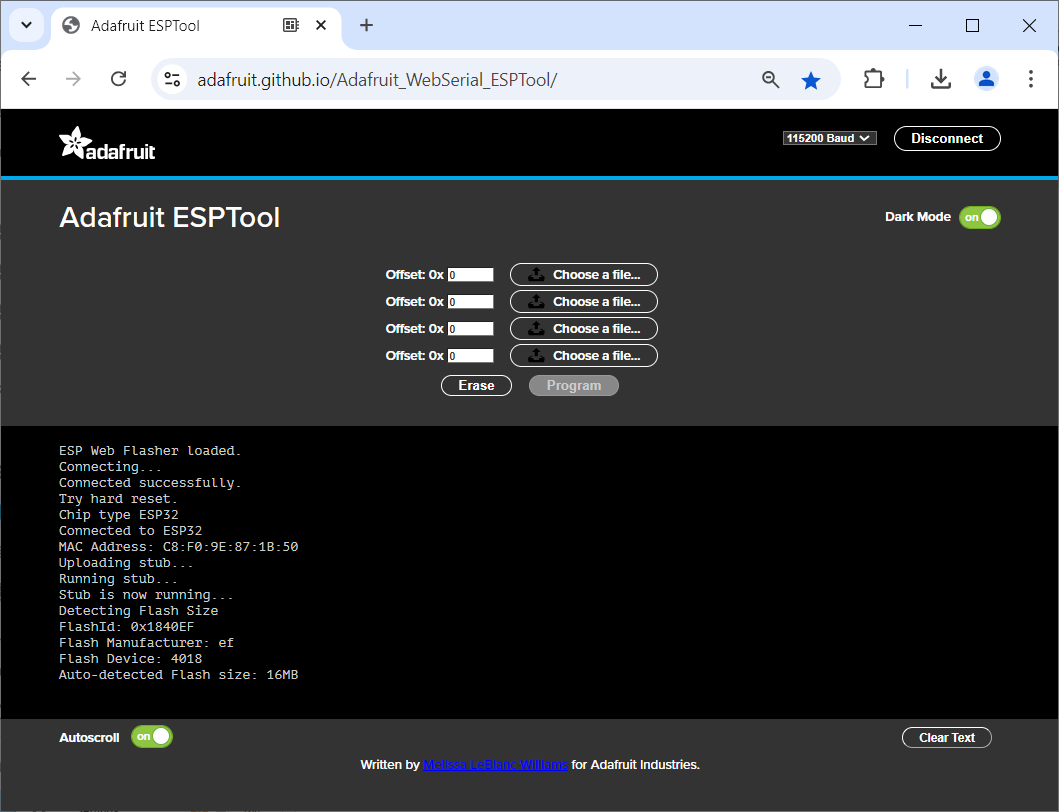 Adafruit ESPTool
adafruit.github.io/Adafruit_WebSerial_ESPTool/
adafruit
115200 Baud
Disconnect
Adafruit ESPTool
Dark Mode on
Offset: 0x 0 Choose a file...
Offset: 0x 0 Choose a file...
Offset: 0x 0 Choose a file...
Offset: 0x 0 Choose a file...
Erase Program
ESP Web Flasher loaded.
Connecting...
Connected successfully.
Try hard reset.
Chip type ESP32
Connected to ESP32
MAC Address: C8:F0:9E:87:1B:50
Uploading stub...
Running stub...
Stub is now running...
Detecting Flash Size
FlashId: 0x1840EF
Flash Manufacturer: ef
Flash Device: 4018
Auto-detected Flash size: 16MB
Autoscroll on
Clear Text
Written by Melissa LeBlanc-Williams for Adafruit Industries.